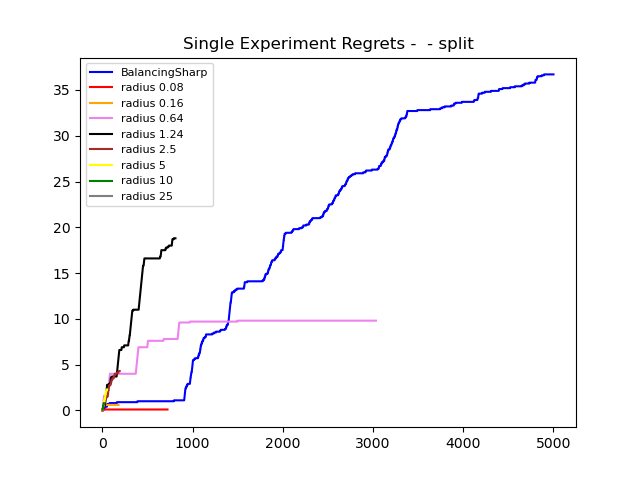 Single Experiment Regrets -  - split
BalancingSharp
radius 0.08
radius 0.16
radius 0.64
radius 1.24
radius 2.5
radius 5
radius 10
radius 25
35
30
25
20
15
10
5
0
0 1000 2000 3000 4000 5000